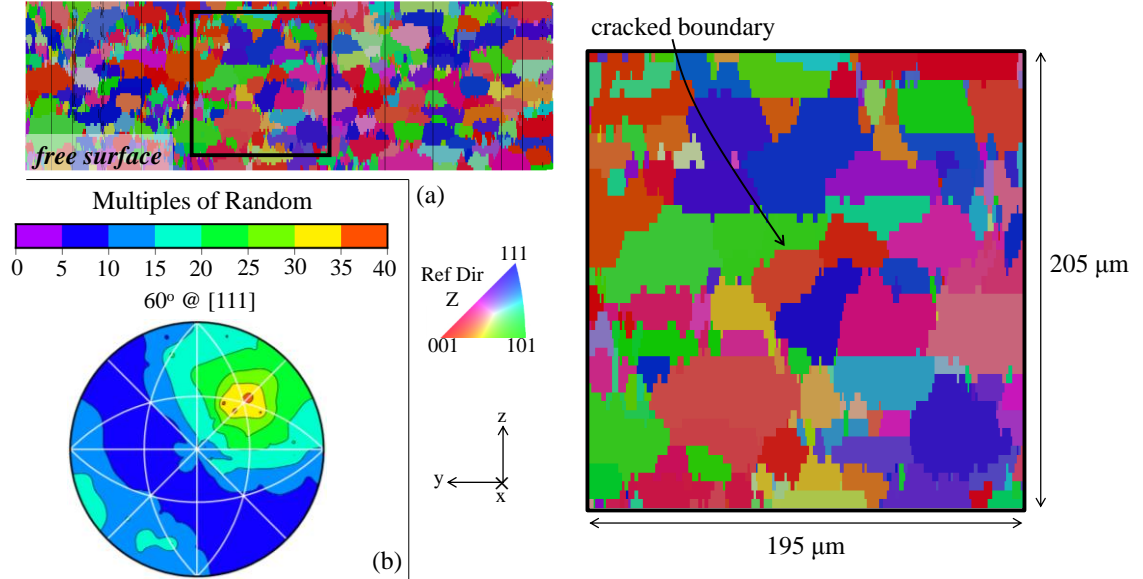 cracked boundary
free surface
(a)
Multiples of Random
0 5 10 15 20 25 30 35 40
60° @ [111]
(b)
111
Ref Dir
Z
001
101
z
y
x
205 μm
195 μm